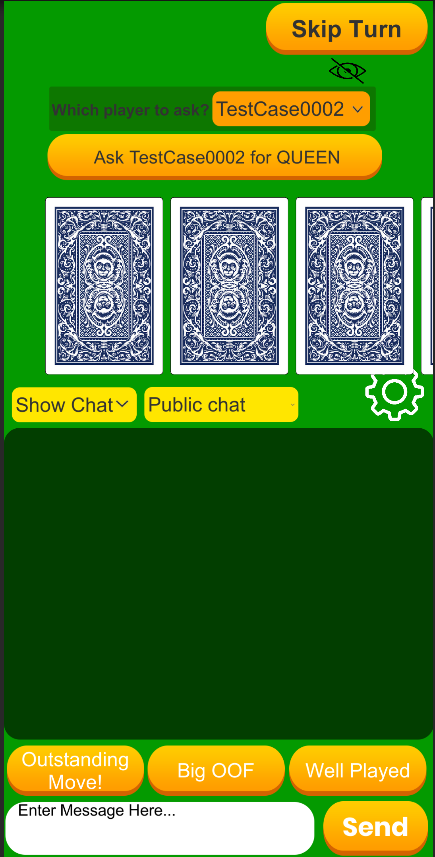 Skip Turn
Which player to ask? TestCase0002
Ask TestCase0002 for QUEEN
Show Chat Public chat
Outstanding
Move!
Big OOF
Well Played
Enter Message Here...
Send